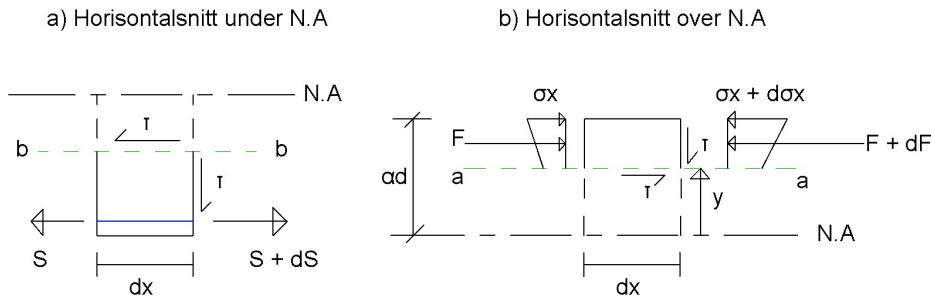 a) Horisontalsnitt under N.A
b) Horisontalsnitt over N.A
N.A
τ
b
b
τ
S
S + dS
dx
σx
σx + dσx
F
τ
F + dF
αd
a
τ
y
a
N.A
dx